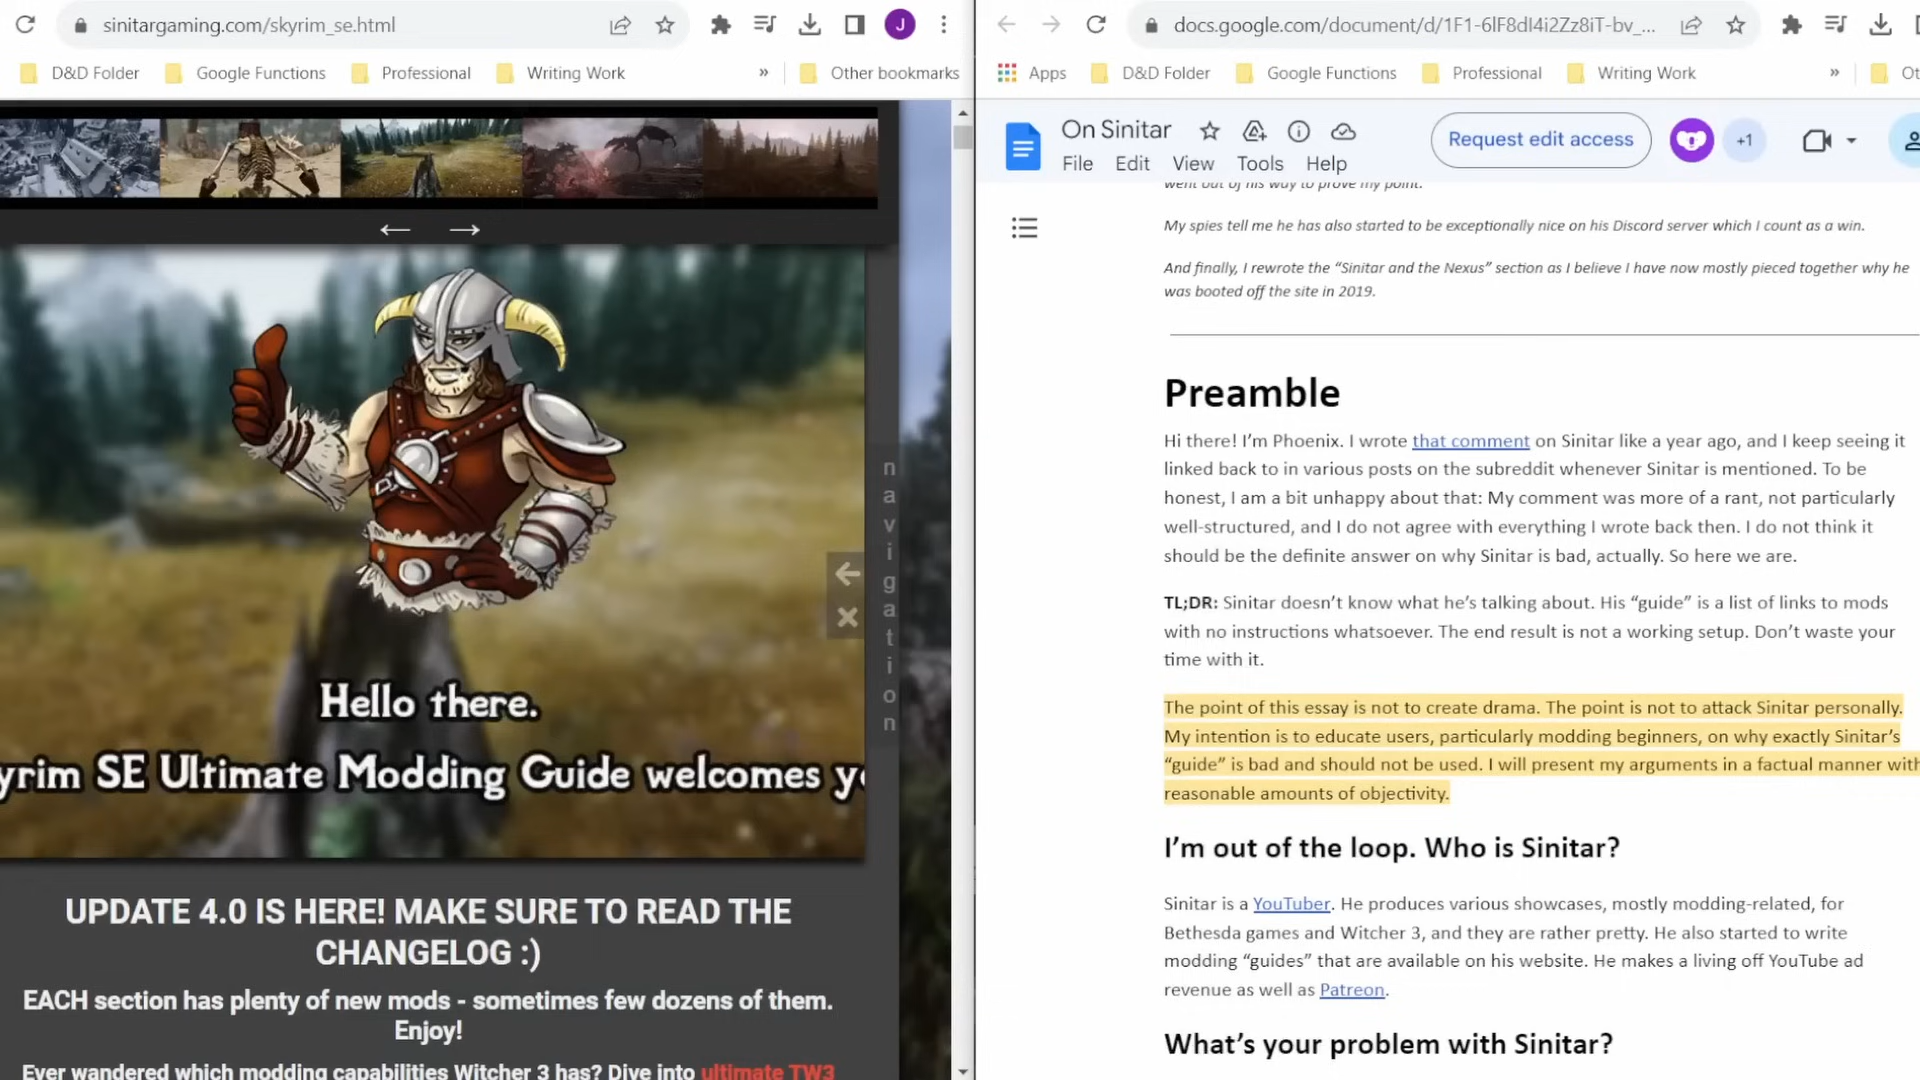 sinitargaming.com/skyrim_se.html
J
D&D Folder
Google Functions
Professional
Writing Work
»
Other bookmarks
n
a
v
i
g
a
t
i
o
n
Hello there.
yrim SE Ultimate Modding Guide welcomes y
UPDATE 4.0 IS HERE! MAKE SURE TO READ THE
CHANGELOG :)
EACH section has plenty of new mods - sometimes few dozens of them.
Enjoy!
Ever wandered which modding capabilities Witcher 3 has? Dive into ultimate TW3
docs.google.com/document/d/1F1-6lF8dl4i2Zz8iT-bv_...
Apps
D&D Folder
Google Functions
Professional
Writing Work
»
Ot
On Sinitar
Request edit access
+1
File Edit View Tools Help
went out of his way to prove my point.
My spies tell me he has also started to be exceptionally nice on his Discord server which I count as a win.
And finally, I rewrote the “Sinitar and the Nexus” section as I believe I have now mostly pieced together why he
was booted off the site in 2019.
Preamble
Hi there! I’m Phoenix. I wrote that comment on Sinitar like a year ago, and I keep seeing it
linked back to in various posts on the subreddit whenever Sinitar is mentioned. To be
honest, I am a bit unhappy about that: My comment was more of a rant, not particularly
well-structured, and I do not agree with everything I wrote back then. I do not think it
should be the definite answer on why Sinitar is bad, actually. So here we are.
TL;DR: Sinitar doesn’t know what he’s talking about. His “guide” is a list of links to mods
with no instructions whatsoever. The end result is not a working setup. Don’t waste your
time with it.
The point of this essay is not to create drama. The point is not to attack Sinitar personally.
My intention is to educate users, particularly modding beginners, on why exactly Sinitar’s
“guide” is bad and should not be used. I will present my arguments in a factual manner with
reasonable amounts of objectivity.
I’m out of the loop. Who is Sinitar?
Sinitar is a YouTuber. He produces various showcases, mostly modding-related, for
Bethesda games and Witcher 3, and they are rather pretty. He also started to write
modding “guides” that are available on his website. He makes a living off YouTube ad
revenue as well as Patreon.
What’s your problem with Sinitar?